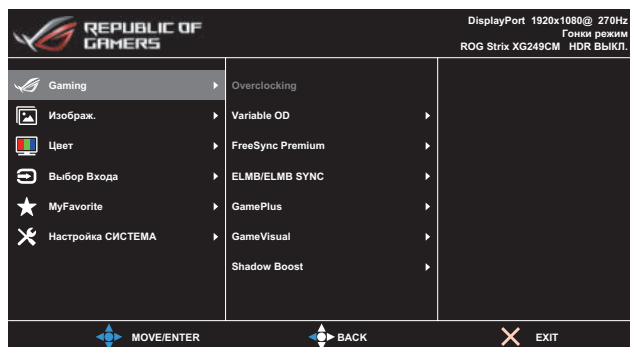 REPUBLIC OF
GAMERS
DisplayPort 1920x1080@ 270Hz
Гонки режим
ROG Strix XG249CM HDR ВЫКЛ.
Gaming
Изображ.
Цвет
Выбор Входа
MyFavorite
Настройка СИСТЕМА
Overclocking
Variable OD
FreeSync Premium
ELMB/ELMB SYNC
GamePlus
GameVisual
Shadow Boost
MOVE/ENTER
BACK
EXIT